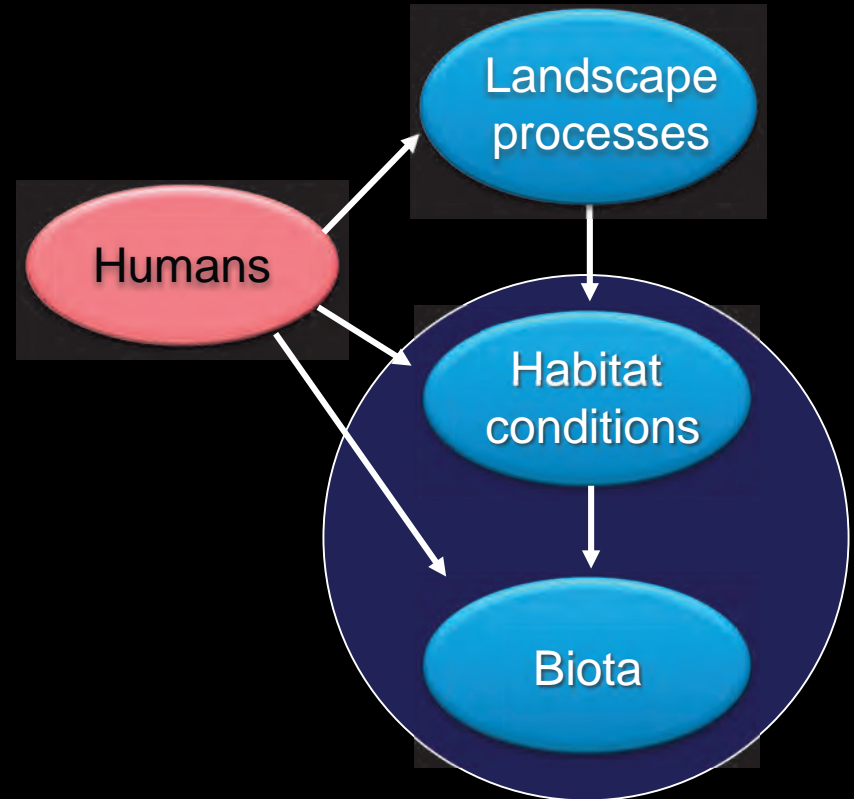 Landscape
processes
Humans
Habitat
conditions
Biota